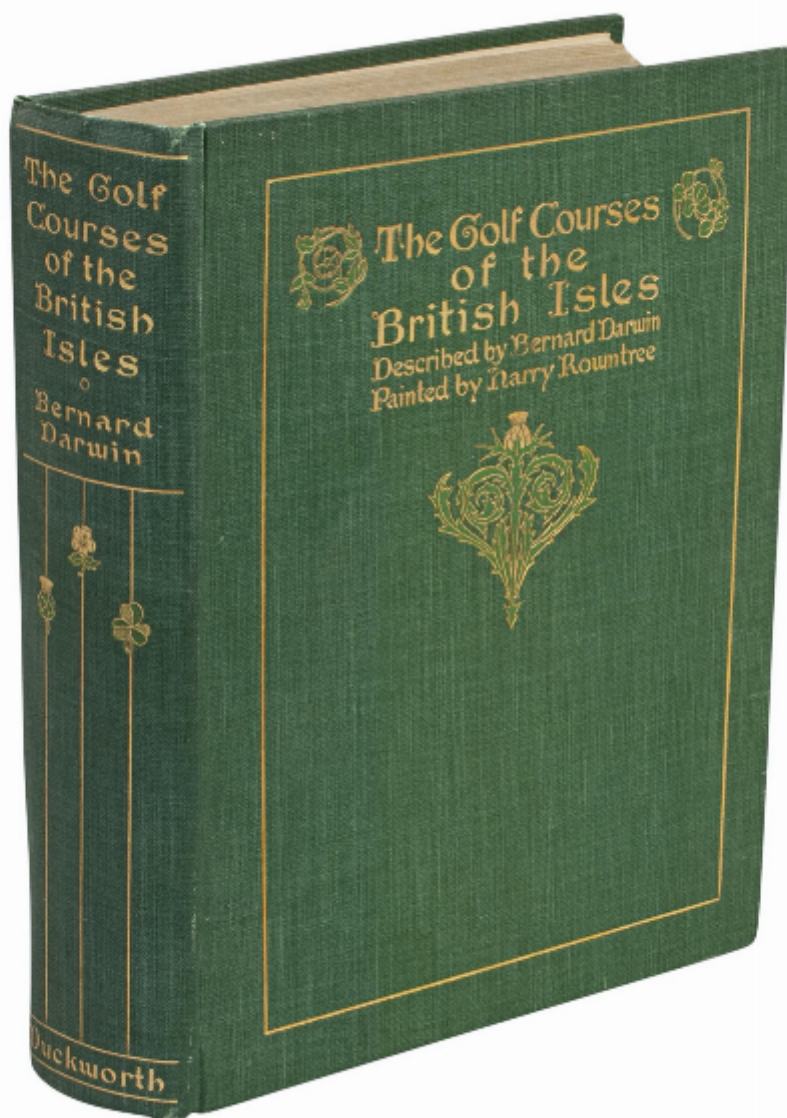 The Golf
Courses
of the
British
Isles
Bernard
Darwin
Duckworth
The Golf Courses
of the
British Isles
Described by Bernard Darwin
Painted by Harry Rowntree